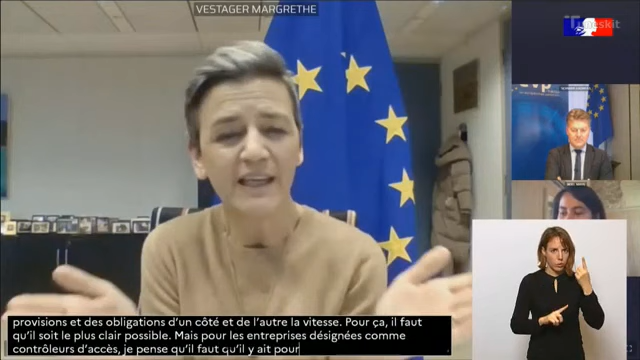 VESTAGER MARGRETHE
provisions et des obligations d'un côté et de l'autre la vitesse. Pour ça, il faut
qu'il soit le plus clair possible. Mais pour les entreprises désignées comme
contrôleurs d'accès, je pense qu'il faut qu'il y ait pour